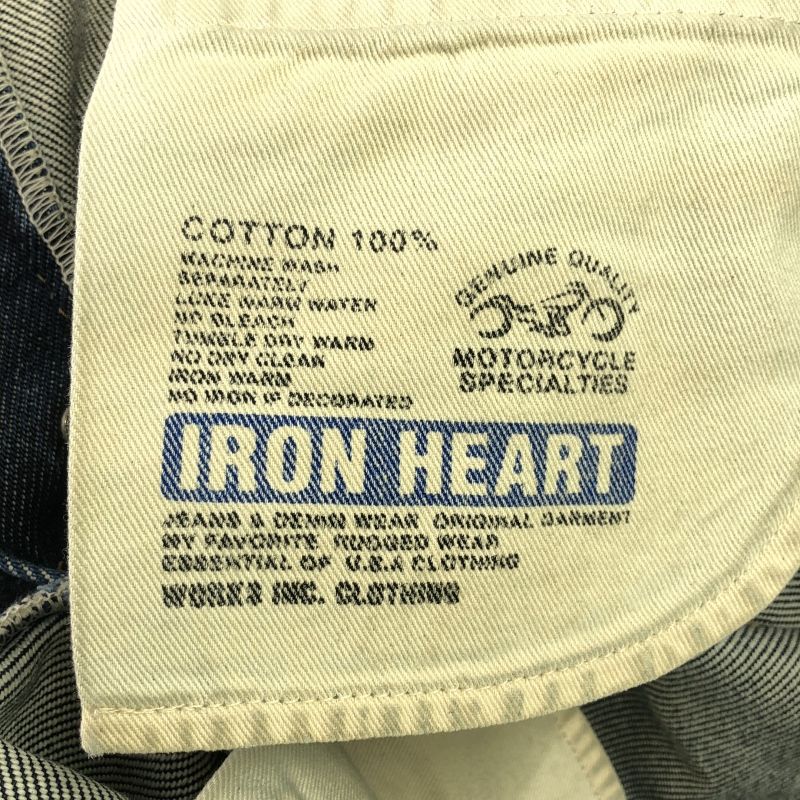 COTTON 100%
MACHINE WASH
SEPARATELY
LUKE WARM WATER
NO BLEACH
TUMBLE DRY WARM
NO DRY CLEAN
IRON WARM
NO IRON IF DECORATED
GENUINE QUALITY
MOTORCYCLE
SPECIALTIES
IRON HEART
JEANS & DENIM WEAR ORIGINAL GARMENT
MY FAVORITE RUGGED WEAR
ESSENTIAL OF U.S.A CLOTHING
WORKS INC. CLOTHING